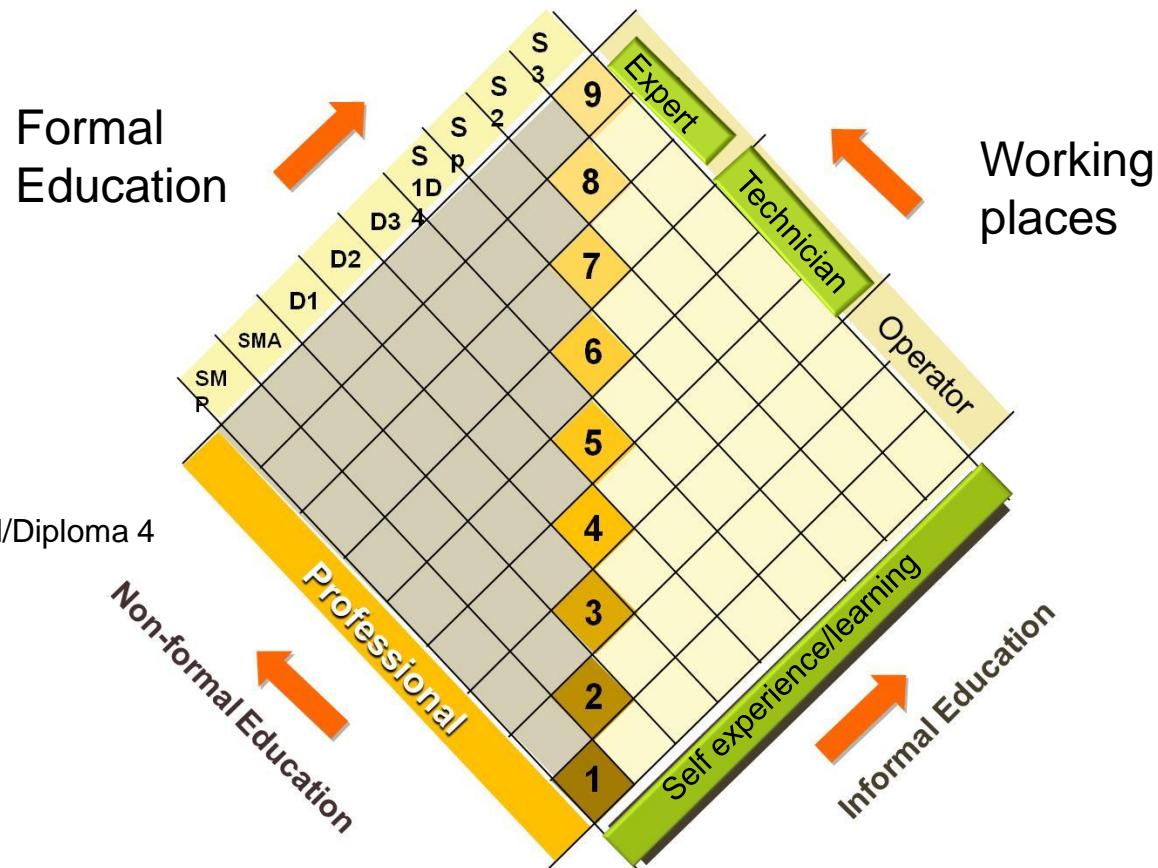 Formal
Education
S
3
S
2
S
p
S
1D
4
D3
D2
D1
SMA
SM
P
9
8
7
6
5
4
3
2
1
Expert
Technician
Operator
Working
places
/Diploma 4
Professional
Non-formal Education
Self experience/learning
Informal Education